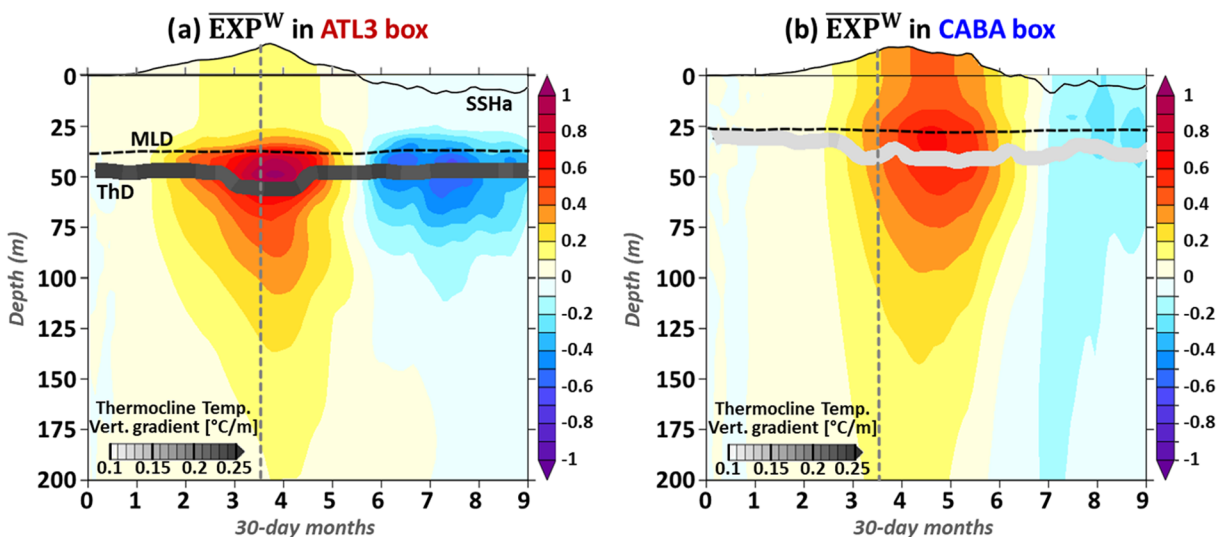 (a) EXP^W in ATL3 box
(b) EXP^W in CABA box
SSHa
MLD
ThD
0
25
50
75
100
125
150
175
200
Depth (m)
Thermocline Temp.
Vert. gradient [°C/m]
0.1 0.15 0.2 0.25
0 1 2 3 4 5 6 7 8 9
30-day months
1
0.8
0.6
0.4
0.2
0
-0.2
-0.4
-0.6
-0.8
-1
0
25
50
75
100
125
150
175
200
Depth (m)
Thermocline Temp.
Vert. gradient [°C/m]
0.1 0.15 0.2 0.25
0 1 2 3 4 5 6 7 8 9
30-day months
1
0.8
0.6
0.4
0.2
0
-0.2
-0.4
-0.6
-0.8
-1